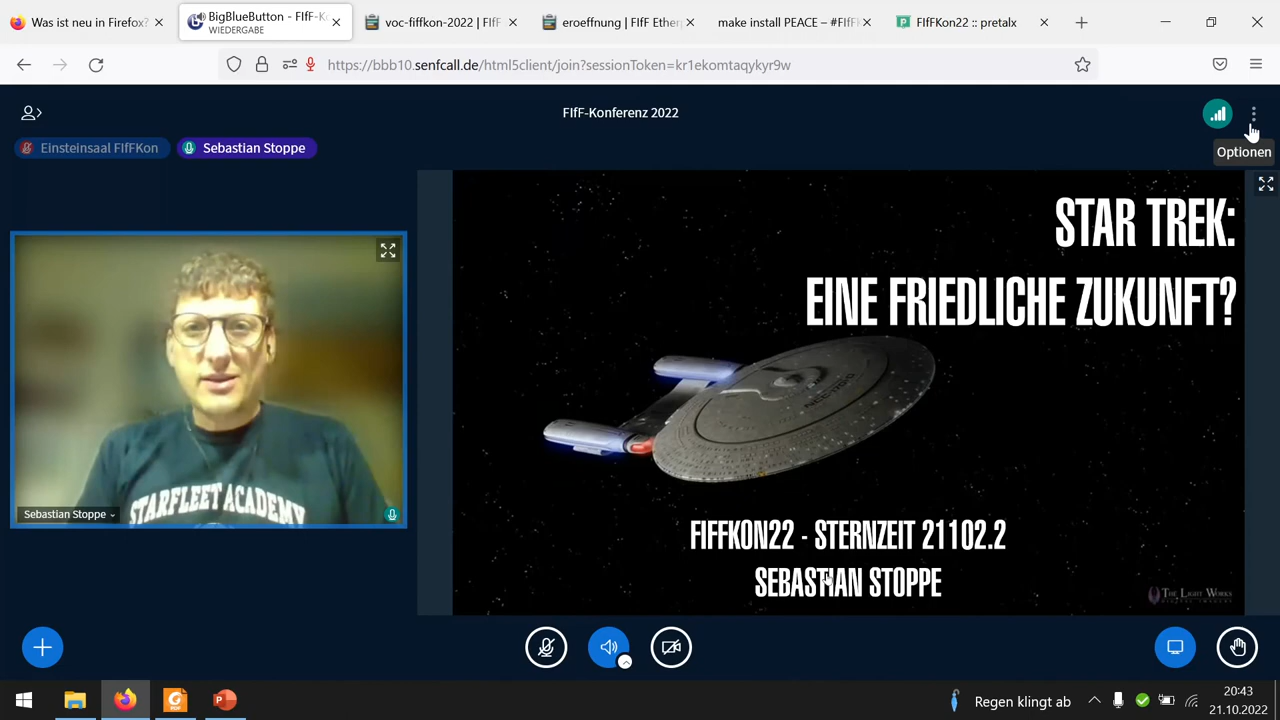 Was ist neu in Firefox?
BigBlueButton - FIfF-K
WIEDERGABE
voc-fiffkon-2022 | FIfF
eroeffnung | FIfF Ether
make install PEACE – #FIfF
FIfFKon22 :: pretalx
https://bbb10.senfcall.de/html5client/join?sessionToken=kr1ekomtaqykyr9w
FIfF-Konferenz 2022
Einsteinsaal FIfFKon
Sebastian Stoppe
Optionen
STAR TREK:
EINE FRIEDLICHE ZUKUNFT?
NCC-1701-D
STARFLEET ACADEMY
Sebastian Stoppe
FIFFKON22 - STERNZEIT 21102.2
SEBASTIAN STOPPE
THE LIGHT WORKS
PDF
Regen klingt ab
20:43
21.10.2022